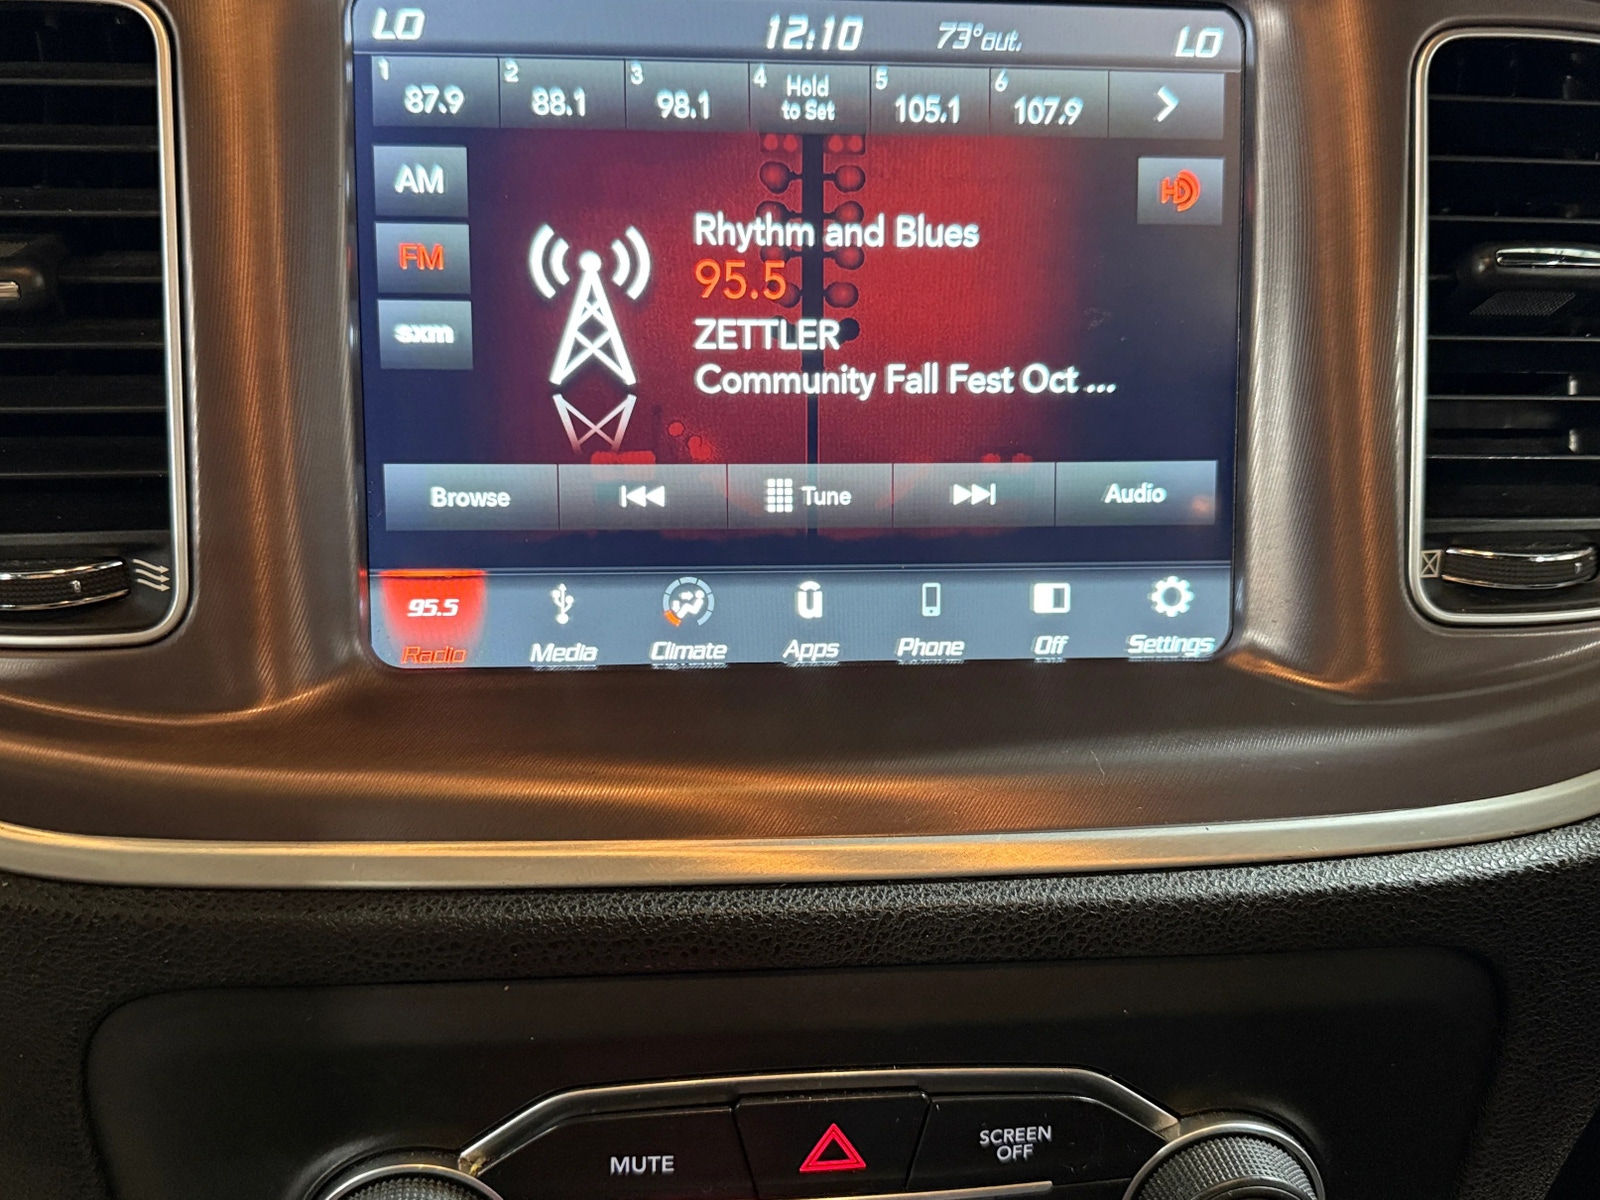 LO 12:10 73°out. LO
1 87.9 2 88.1 3 98.1 4 Hold to Set 5 105.1 6 107.9
AM
HD
FM
sxm
Rhythm and Blues
95.5
ZETTLER
Community Fall Fest Oct ...
Browse Tune Audio
95.5
Radio Media Climate Apps Phone Off Settings
MUTE
SCREEN
OFF